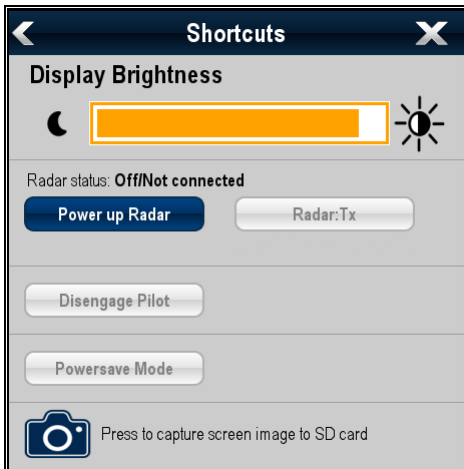 Shortcuts
Display Brightness
Radar status: Off/Not connected
Power up Radar
Radar:Tx
Disengage Pilot
Powersave Mode
Press to capture screen image to SD card